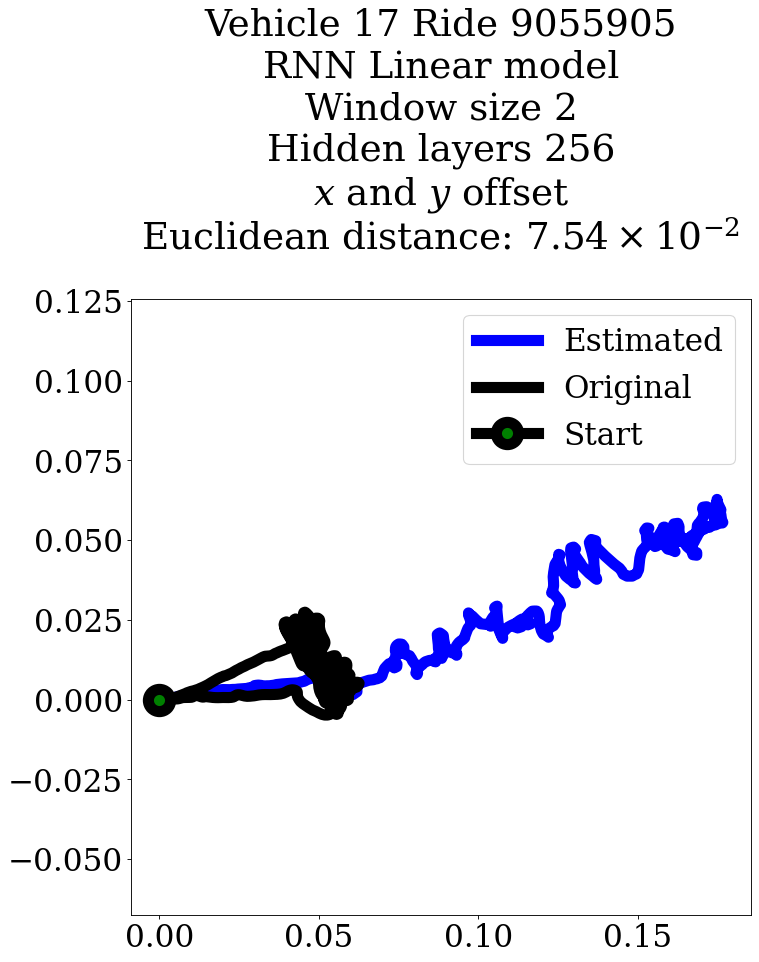 Vehicle 17 Ride 9055905
RNN Linear model
Window size 2
Hidden layers 256
x and y offset
Euclidean distance: 7.54 × 10⁻²
Estimated
Original
Start
0.125
0.100
0.075
0.050
0.025
0.000
−0.025
−0.050
0.00 0.05 0.10 0.15